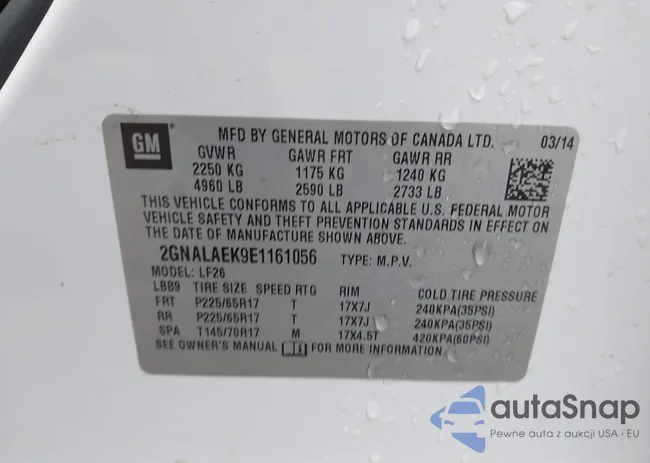 GM
MFD BY GENERAL MOTORS OF CANADA LTD. 03/14
GVWR GAWR FRT GAWR RR
2250 KG 1175 KG 1240 KG
4960 LB 2590 LB 2733 LB
THIS VEHICLE CONFORMS TO ALL APPLICABLE U.S. FEDERAL MOTOR
VEHICLE SAFETY AND THEFT PREVENTION STANDARDS IN EFFECT ON
THE DATE OF MANUFACTURE SHOWN ABOVE.
2GNALAEK9E1161056 TYPE: M.P.V.
MODEL: LF26
LBB9 TIRE SIZE SPEED RTG RIM COLD TIRE PRESSURE
FRT P225/65R17 T 17X7J 240KPA(35PSI)
RR P225/65R17 T 17X7J 240KPA(35PSI)
SPA T145/70R17 M 17X4.5T 420KPA(60PSI)
SEE OWNER'S MANUAL FOR MORE INFORMATION.
autaSnap
Pewne auta z aukcji USA i EU